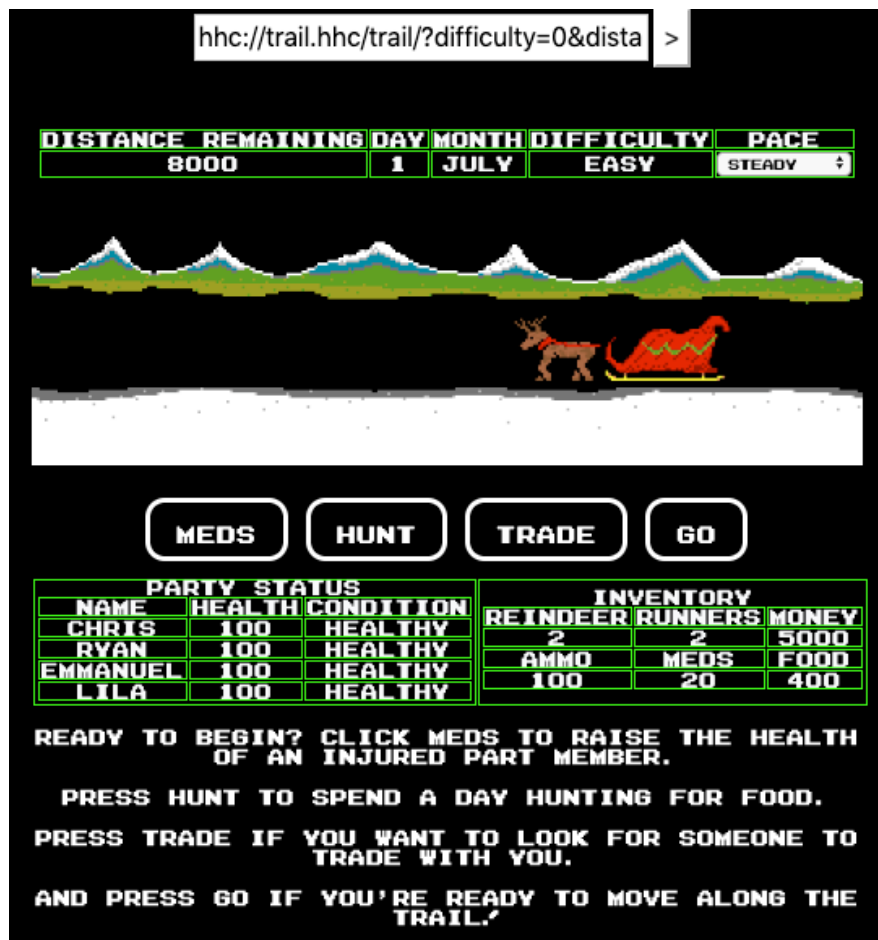 hhc://trail.hhc/trail/?difficulty=0&dista >
DISTANCE REMAINING DAY MONTH DIFFICULTY PACE
8000 1 JULY EASY STEADY
MEDS HUNT TRADE GO
PARTY STATUS
NAME HEALTH CONDITION
CHRIS 100 HEALTHY
RYAN 100 HEALTHY
EMMANUEL 100 HEALTHY
LILA 100 HEALTHY
INVENTORY
REINDEER RUNNERS MONEY
2 2 5000
AMMO MEDS FOOD
100 20 400
READY TO BEGIN? CLICK MEDS TO RAISE THE HEALTH
OF AN INJURED PART MEMBER.
PRESS HUNT TO SPEND A DAY HUNTING FOR FOOD.
PRESS TRADE IF YOU WANT TO LOOK FOR SOMEONE TO
TRADE WITH YOU.
AND PRESS GO IF YOU'RE READY TO MOVE ALONG THE
TRAIL!